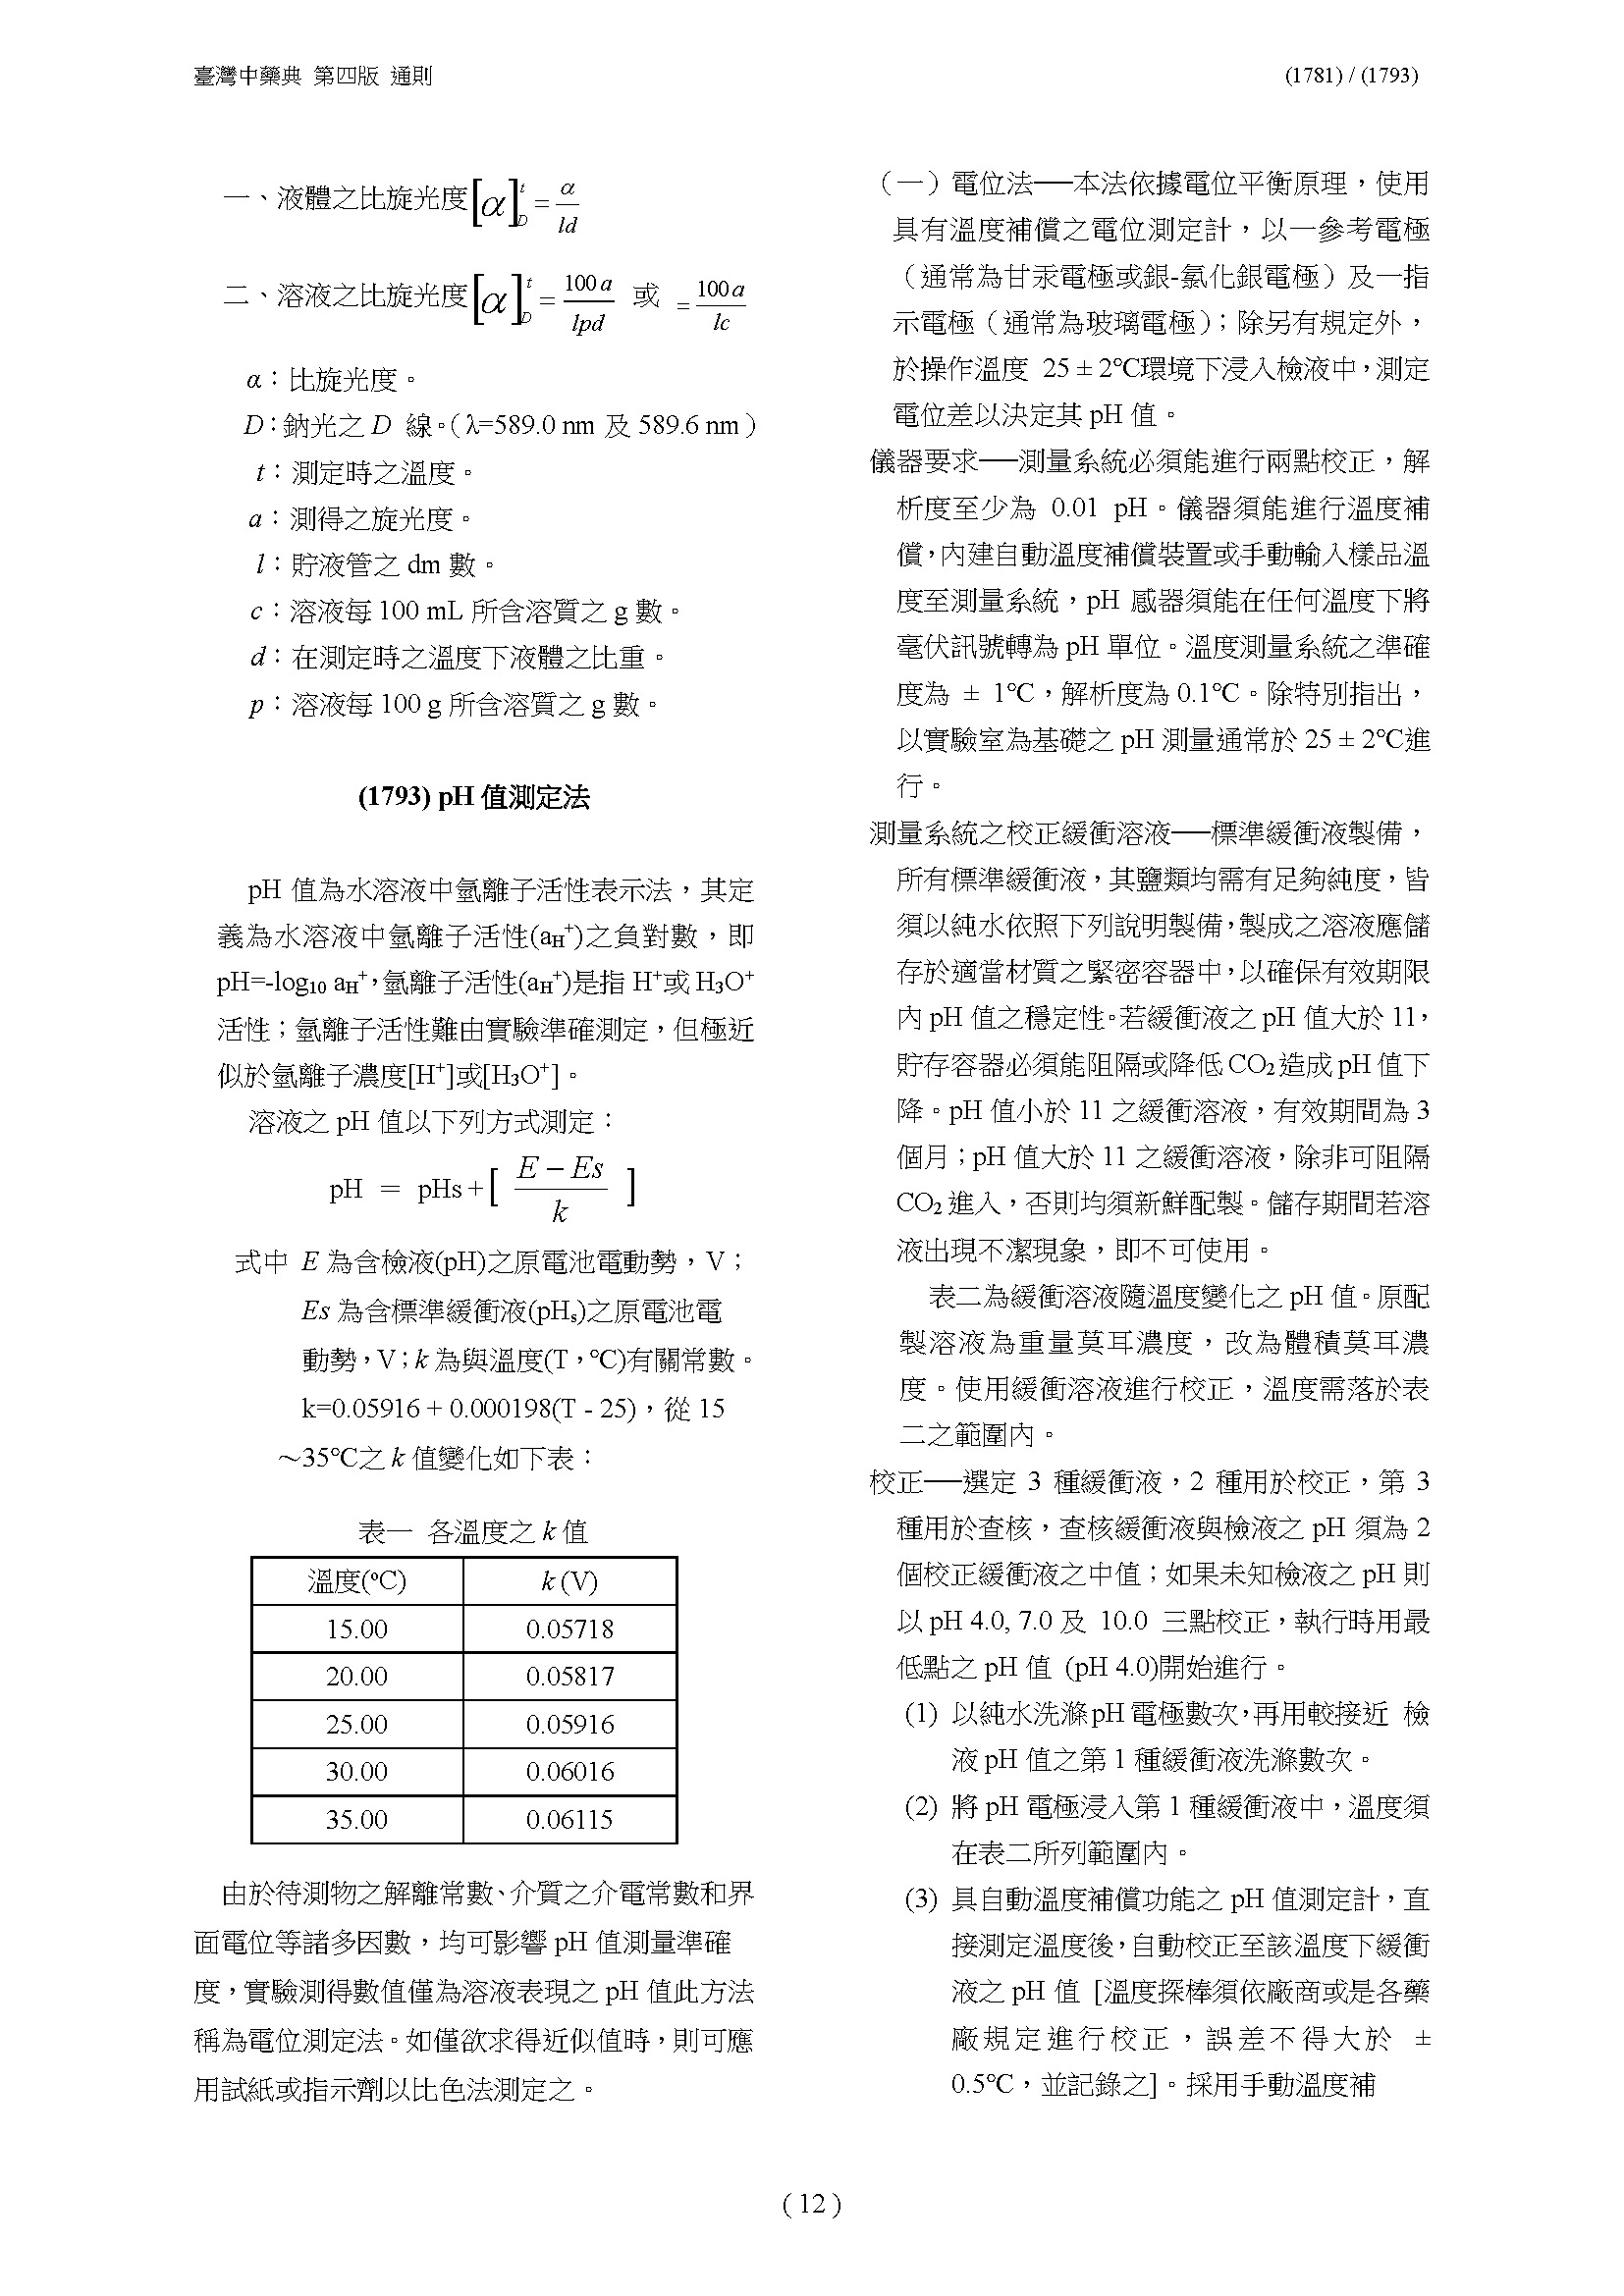 臺灣中藥典 第四版 通則
(1781) / (1793)
一、液體之比旋光度[α]ᵗ_D = α/ld
二、溶液之比旋光度[α]ᵗ_D = 100a/lpd 或 = 100a/lc
α：比旋光度。
D：鈉光之 D 線。（λ=589.0 nm 及 589.6 nm）
t：測定時之溫度。
a：測得之旋光度。
l：貯液管之 dm 數。
c：溶液每 100 mL 所含溶質之 g 數。
d：在測定時之溫度下液體之比重。
p：溶液每 100 g 所含溶質之 g 數。
(1793) pH 值測定法
pH 值為水溶液中氫離子活性表示法，其定
義為水溶液中氫離子活性(aH⁺)之負對數，即
pH=-log₁₀ aH⁺，氫離子活性(aH⁺)是指 H⁺或 H₃O⁺
活性；氫離子活性難由實驗準確測定，但極近
似於氫離子濃度[H⁺]或[H₃O⁺]。
溶液之 pH 值以下列方式測定：
pH = pHs + [ (E − Es)/k ]
式中 E 為含檢液(pH)之原電池電動勢，V；
Es 為含標準緩衝液(pHₛ)之原電池電
動勢，V；k 為與溫度(T，℃)有關常數。
k=0.05916 + 0.000198(T - 25)，從 15
～35℃之 k 值變化如下表：
表一 各溫度之 k 值
溫度(ºC) k (V)
15.00 0.05718
20.00 0.05817
25.00 0.05916
30.00 0.06016
35.00 0.06115
由於待測物之解離常數、介質之介電常數和界
面電位等諸多因數，均可影響 pH 值測量準確
度，實驗測得數值僅為溶液表現之 pH 值此方法
稱為電位測定法。如僅欲求得近似值時，則可應
用試紙或指示劑以比色法測定之。
（一）電位法──本法依據電位平衡原理，使用
具有溫度補償之電位測定計，以一參考電極
（通常為甘汞電極或銀-氯化銀電極）及一指
示電極（通常為玻璃電極）；除另有規定外，
於操作溫度 25 ± 2℃環境下浸入檢液中，測定
電位差以決定其 pH 值。
儀器要求──測量系統必須能進行兩點校正，解
析度至少為 0.01 pH。儀器須能進行溫度補
償，內建自動溫度補償裝置或手動輸入樣品溫
度至測量系統，pH 感器須能在任何溫度下將
毫伏訊號轉為 pH 單位。溫度測量系統之準確
度為 ± 1℃，解析度為 0.1℃。除特別指出，
以實驗室為基礎之 pH 測量通常於 25 ± 2℃進
行。
測量系統之校正緩衝溶液──標準緩衝液製備，
所有標準緩衝液，其鹽類均需有足夠純度，皆
須以純水依照下列說明製備，製成之溶液應儲
存於適當材質之緊密容器中，以確保有效期限
內 pH 值之穩定性。若緩衝液之 pH 值大於 11，
貯存容器必須能阻隔或降低 CO₂ 造成 pH 值下
降。pH 值小於 11 之緩衝溶液，有效期間為 3
個月；pH 值大於 11 之緩衝溶液，除非可阻隔
CO₂ 進入，否則均須新鮮配製。儲存期間若溶
液出現不潔現象，即不可使用。
表二為緩衝溶液隨溫度變化之 pH 值。原配
製溶液為重量莫耳濃度，改為體積莫耳濃
度。使用緩衝溶液進行校正，溫度需落於表
二之範圍內。
校正──選定 3 種緩衝液，2 種用於校正，第 3
種用於查核，查核緩衝液與檢液之 pH 須為 2
個校正緩衝液之中值；如果未知檢液之 pH 則
以 pH 4.0, 7.0 及 10.0 三點校正，執行時用最
低點之 pH 值 (pH 4.0)開始進行。
(1) 以純水洗滌 pH 電極數次，再用較接近 檢
液 pH 值之第 1 種緩衝液洗滌數次。
(2) 將 pH 電極浸入第 1 種緩衝液中，溫度須
在表二所列範圍內。
(3) 具自動溫度補償功能之 pH 值測定計，直
接測定溫度後，自動校正至該溫度下緩衝
液之 pH 值 [溫度探棒須依廠商或是各藥
廠規定進行校正，誤差不得大於 ±
0.5℃，並記錄之]。採用手動溫度補
( 12 )